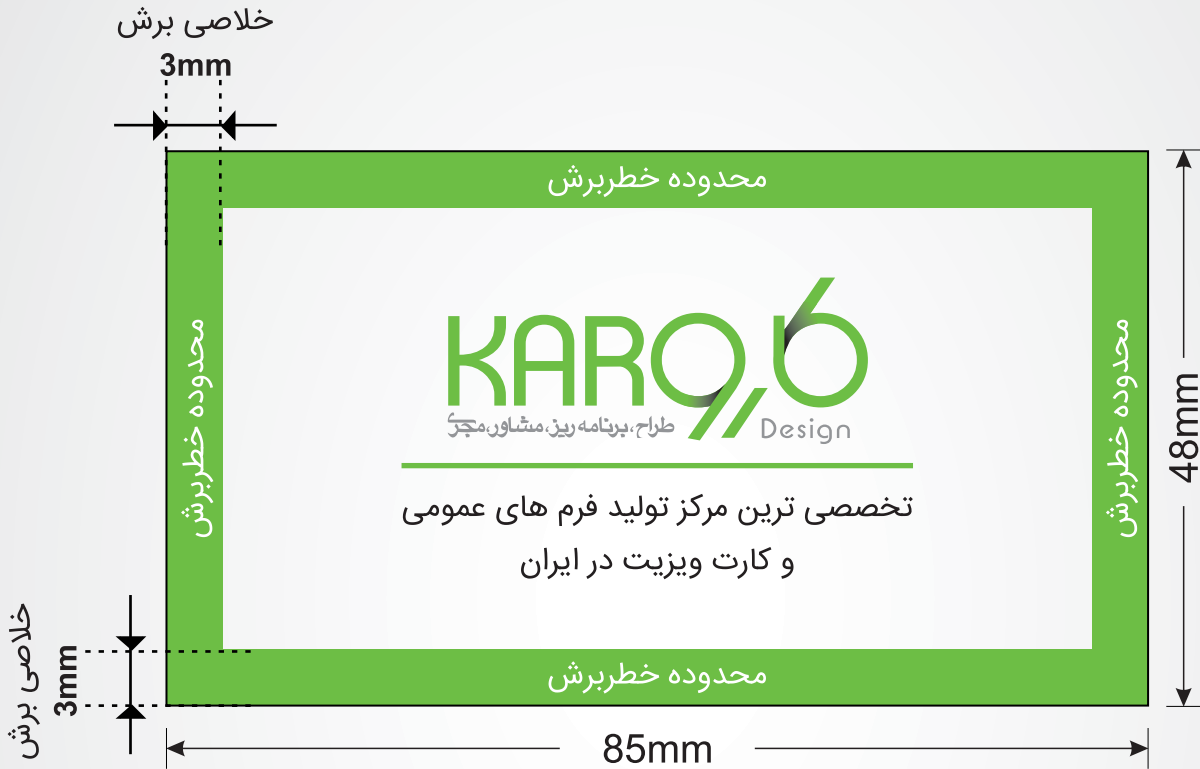 خلاصی برش
3mm
محدوده خطربرش
محدوده خطربرش
محدوده خطربرش
48mm
KARO
Design
طراح، برنامه ریز، مشاور، مجری
تخصصی ترین مرکز تولید فرم های عمومی
و کارت ویزیت در ایران
خلاصی برش
3mm
محدوده خطربرش
85mm